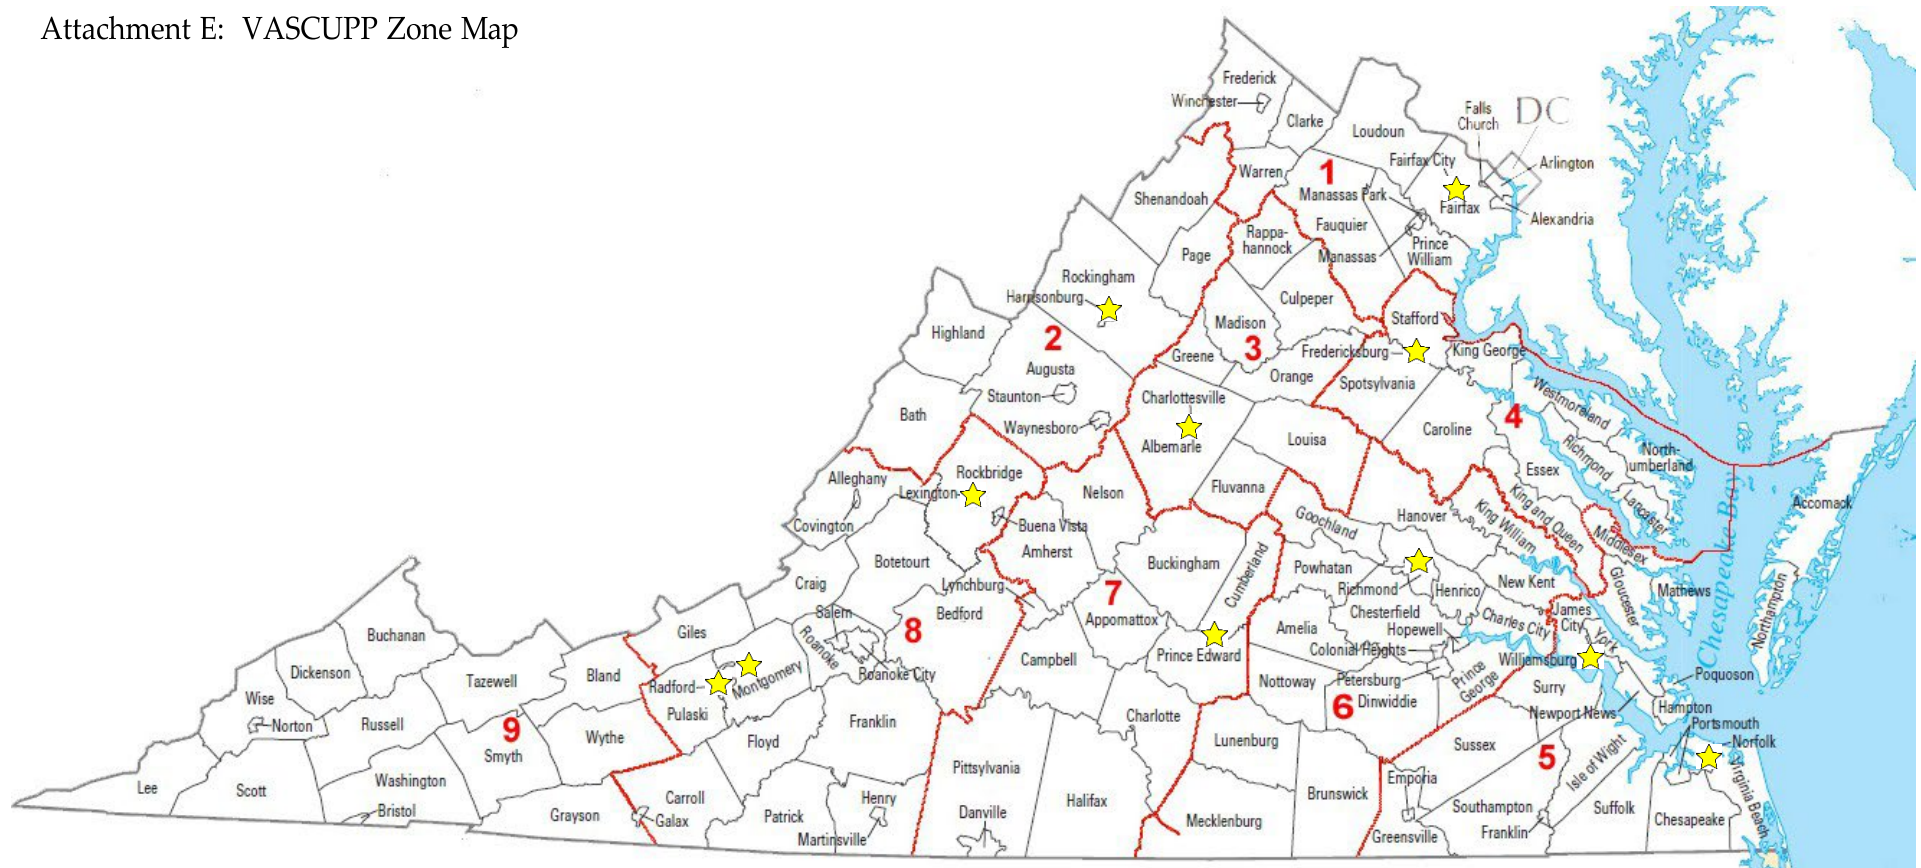 Attachment E:  VASCUPP Zone Map
Frederick
Winchester
Clarke
Loudoun
Falls
Church
DC
Fairfax City
Arlington
Warren
1
Manassas Park
Fairfax
Alexandria
Shenandoah
Fauquier
Rappa-
hannock
Manassas
Prince
William
Page
Rockingham
Harrisonburg
Culpeper
Highland
2
Madison
3
Stafford
Greene
Fredericksburg
King George
Augusta
Orange
Spotsylvania
Staunton
Charlottesville
Westmoreland
4
Bath
Waynesboro
Albemarle
Louisa
Caroline
Richmond
North-
umberland
Alleghany
Rockbridge
Lexington
Nelson
Fluvanna
Essex
Lancaster
Accomack
Covington
Buena Vista
Goochland
Hanover
King William
King and Queen
Middlesex
Chesapeake Bay
Amherst
Botetourt
Buckingham
Cumberland
Powhatan
Craig
Lynchburg
7
Richmond
Henrico
New Kent
Gloucester
Mathews
Northampton
Salem
Bedford
Appomattox
Chesterfield
Charles City
James
City
Buchanan
Giles
8
Amelia
Hopewell
York
Roanoke
Colonial Heights
Dickenson
Bland
Campbell
Prince Edward
Williamsburg
Tazewell
Radford
Montgomery
Roanoke City
Nottoway
Petersburg
Prince
George
Surry
Poquoson
Wise
Norton
Russell
9
Pulaski
Franklin
Charlotte
6
Dinwiddie
Newport News
Hampton
Portsmouth
Wythe
Floyd
Lunenburg
Sussex
5
Norfolk
Smyth
Isle of Wight
Lee
Scott
Washington
Pittsylvania
Emporia
Virginia Beach
Bristol
Grayson
Carroll
Galax
Patrick
Henry
Martinsville
Danville
Halifax
Mecklenburg
Brunswick
Southampton
Suffolk
Chesapeake
Greensville
Franklin